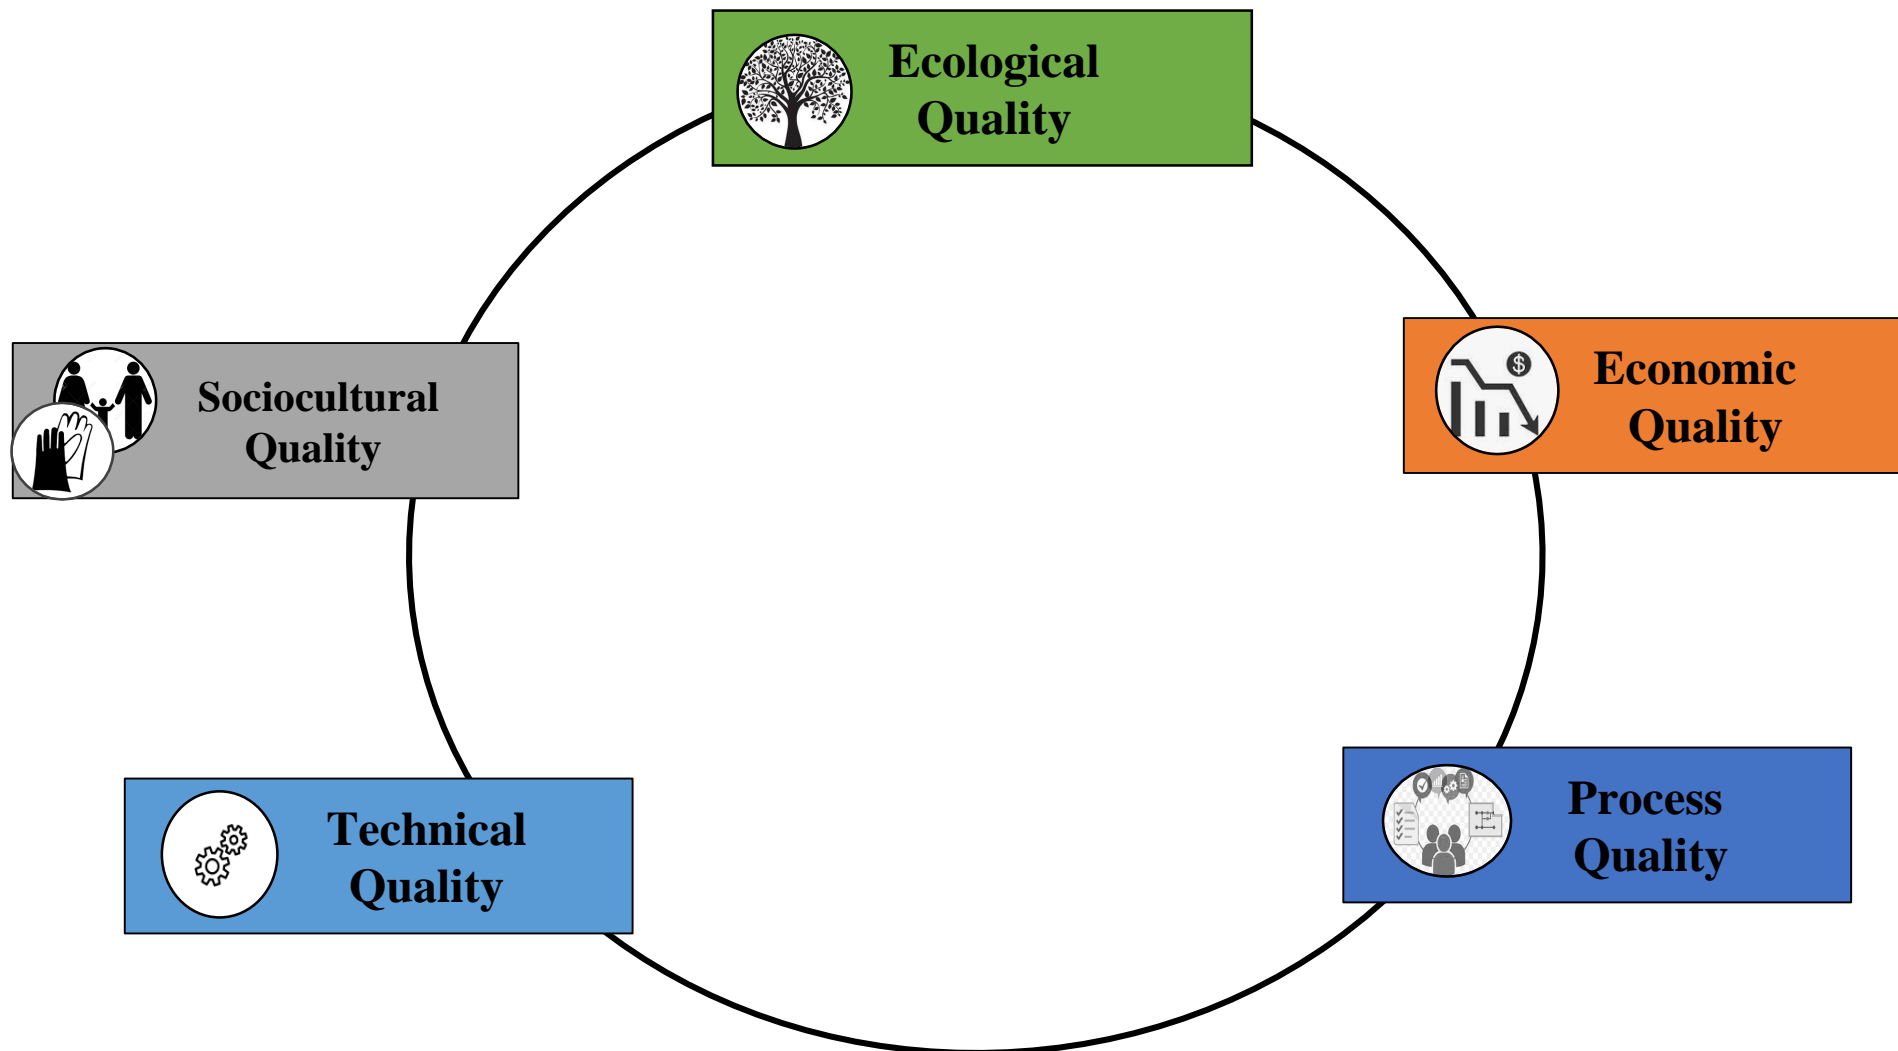 Ecological
Quality
Economic
Quality
Sociocultural
Quality
Process
Quality
Technical
Quality
$